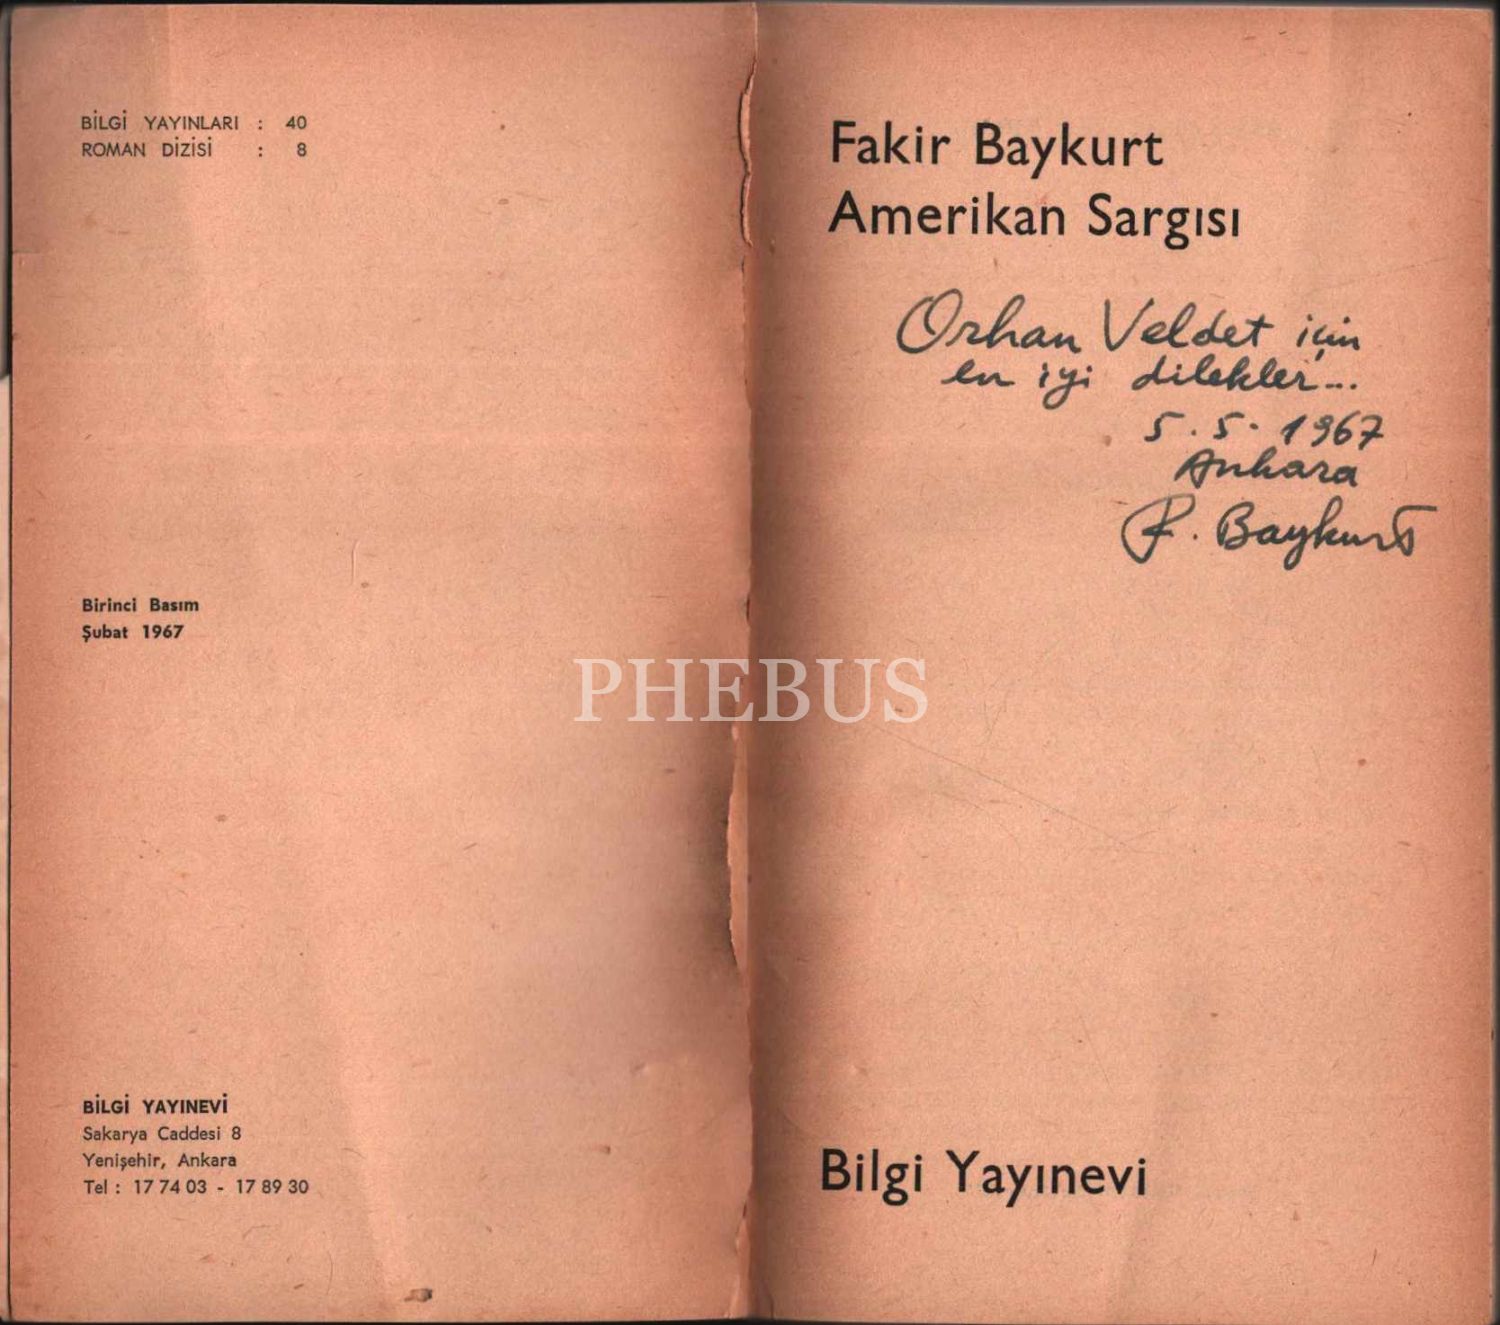 BİLGİ YAYINLARI : 40
ROMAN DİZİSİ : 8
Birinci Basım
Şubat 1967
BİLGİ YAYINEVİ
Sakarya Caddesi 8
Yenişehir, Ankara
Tel : 17 74 03 - 17 89 30
Fakir Baykurt
Amerikan Sargısı
Orhan Veldet için
en iyi dilekler...
5.5.1967
Ankara
F. Baykurt
Bilgi Yayınevi
PHEBUS